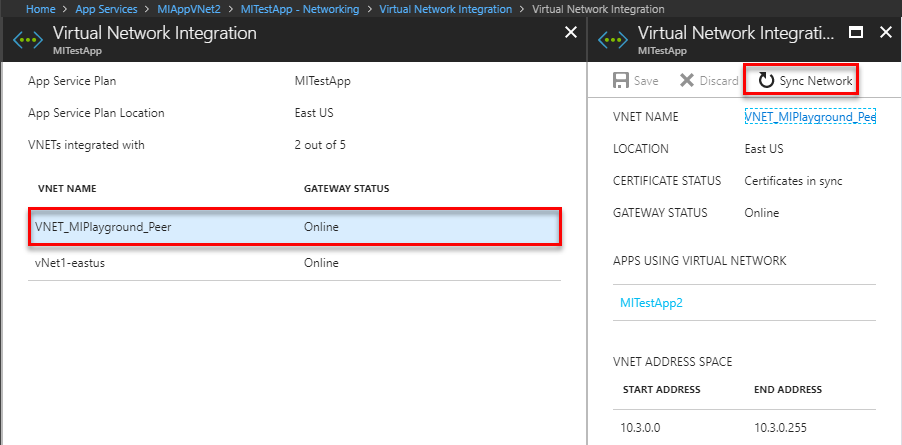 Home > App Services > MIAppVNet2 > MITestApp - Networking > Virtual Network Integration > Virtual Network Integration
Virtual Network Integration
MITestApp
App Service Plan MITestApp
App Service Plan Location East US
VNETs integrated with 2 out of 5
VNET NAME GATEWAY STATUS
VNET_MIPlayground_Peer Online
vNet1-eastus Online
Virtual Network Integrati...
MITestApp
Save Discard Sync Network
VNET NAME VNET_MIPlayground_Pee
LOCATION East US
CERTIFICATE STATUS Certificates in sync
GATEWAY STATUS Online
APPS USING VIRTUAL NETWORK
MITestApp2
VNET ADDRESS SPACE
START ADDRESS END ADDRESS
10.3.0.0 10.3.0.255